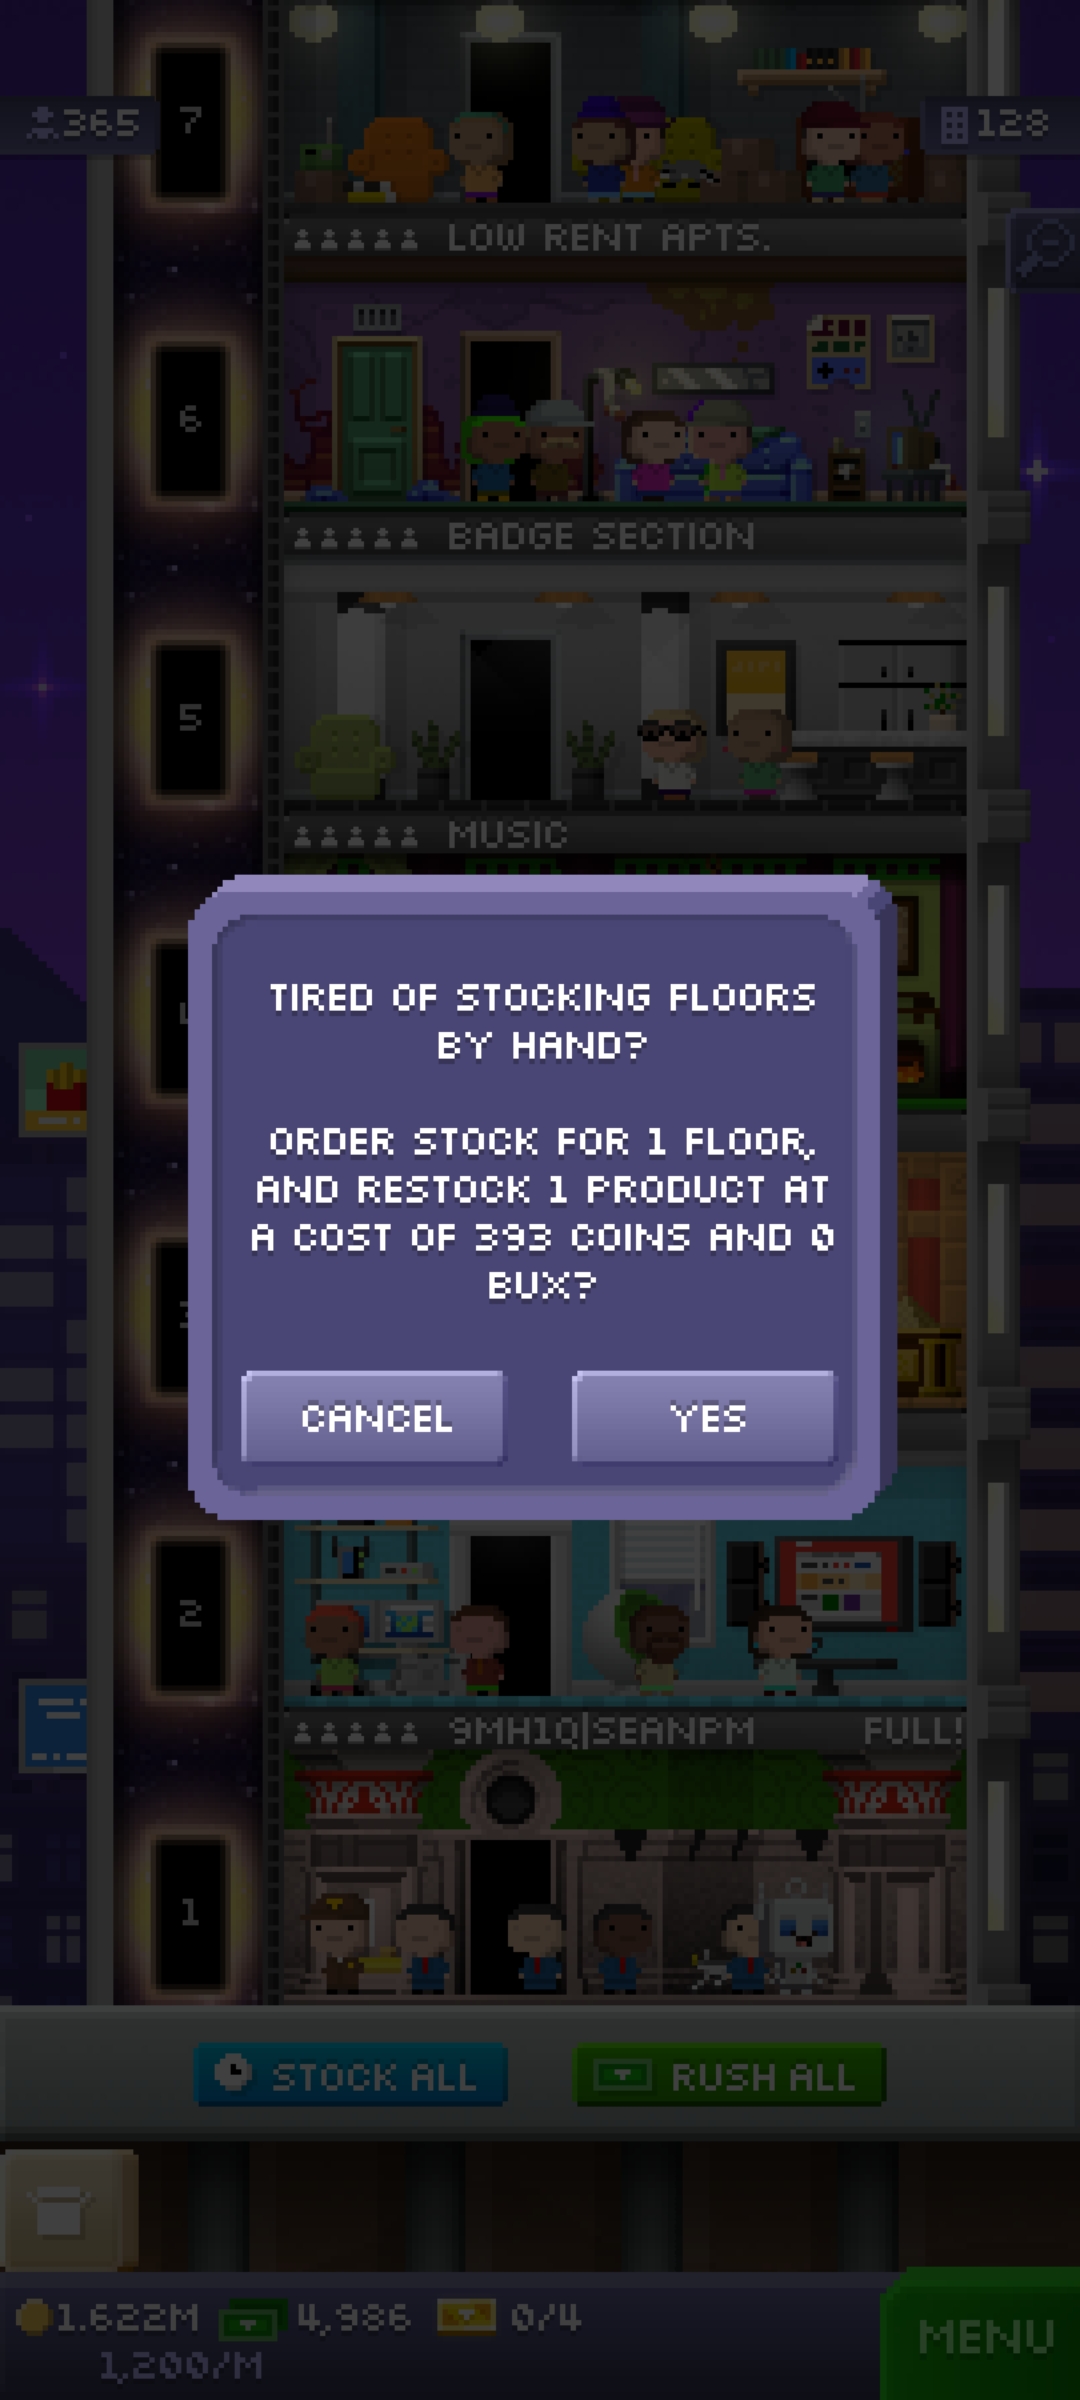 365
7
128
LOW RENT APTS.
6
BADGE SECTION
5
MUSIC
TIRED OF STOCKING FLOORS
BY HAND?
ORDER STOCK FOR 1 FLOOR,
AND RESTOCK 1 PRODUCT AT
A COST OF 393 COINS AND 0
BUX?
CANCEL
YES
2
9MH1Q|SEANPM
FULL!
1
STOCK ALL
RUSH ALL
1.622M
4,986
0/4
1,200/M
MENU